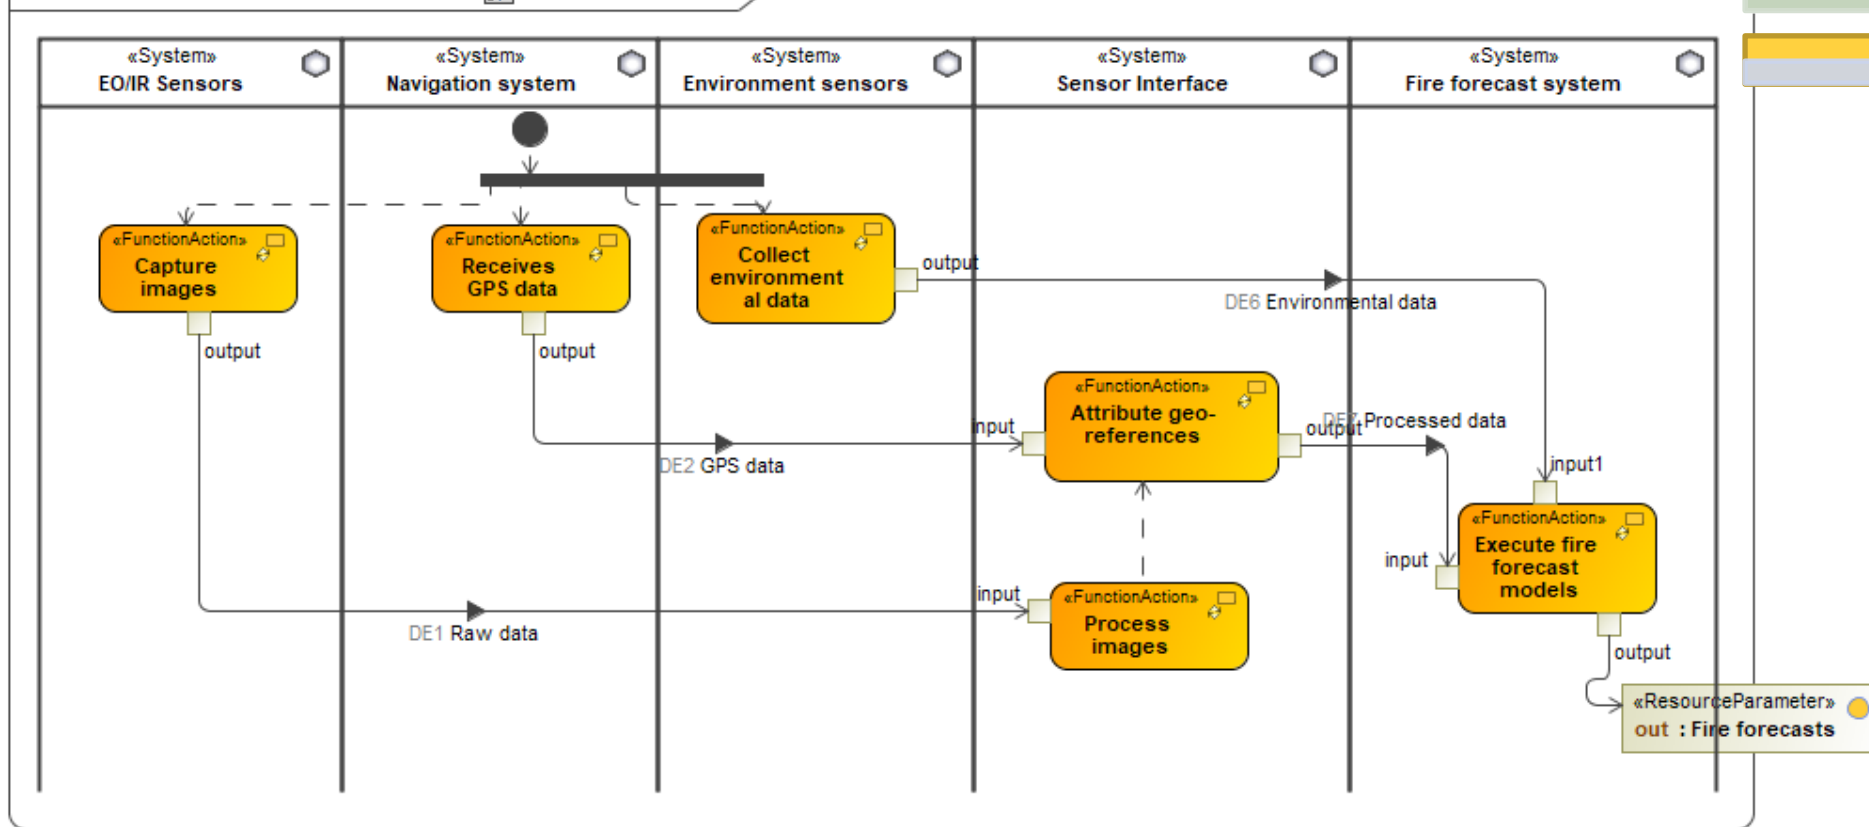 «System»
EO/IR Sensors
«System»
Navigation system
«System»
Environment sensors
«System»
Sensor Interface
«System»
Fire forecast system
«FunctionAction»
Capture
images
output
«FunctionAction»
Receives
GPS data
output
«FunctionAction»
Collect
environment
al data
output
DE6 Environmental data
«FunctionAction»
Attribute geo-
references
input
output
DE7 Processed data
DE2 GPS data
input1
«FunctionAction»
Execute fire
forecast
models
input
output
«FunctionAction»
Process
images
input
DE1 Raw data
«ResourceParameter»
out : Fire forecasts